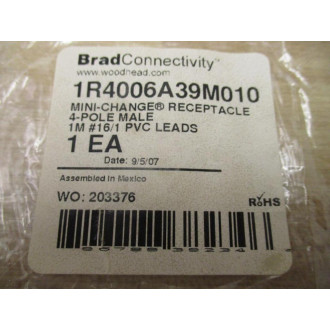 BradConnectivity™
www.woodhead.com
1R4006A39M010
MINI-CHANGE® RECEPTACLE
4-POLE MALE
1M #16/1 PVC LEADS
1 EA
Date: 9/5/07
Assembled in Mexico
WO: 203376
RoHS